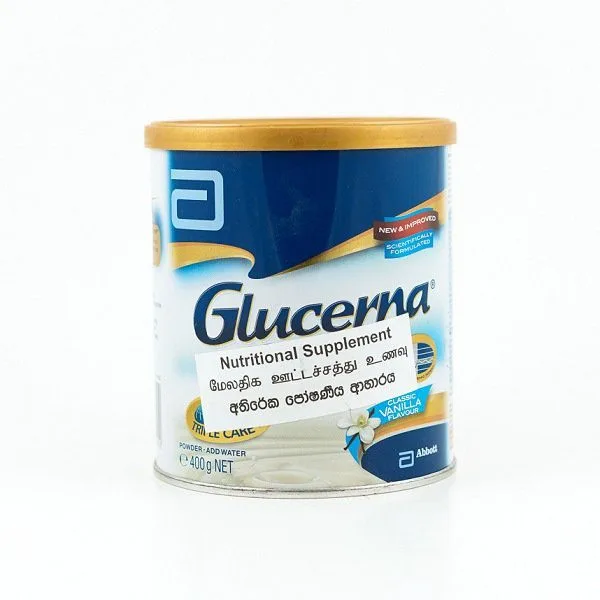 NEW & IMPROVED
SCIENTIFICALLY
FORMULATED
Glucerna®
Nutritional Supplement
மேலதிக ஊட்டச்சத்து உணவு
අතිරේක පෝෂණීය ආහාරය
TRIPLE CARE
CLASSIC
VANILLA
FLAVOUR
POWDER · ADD WATER
℮ 400g NET
Abbott